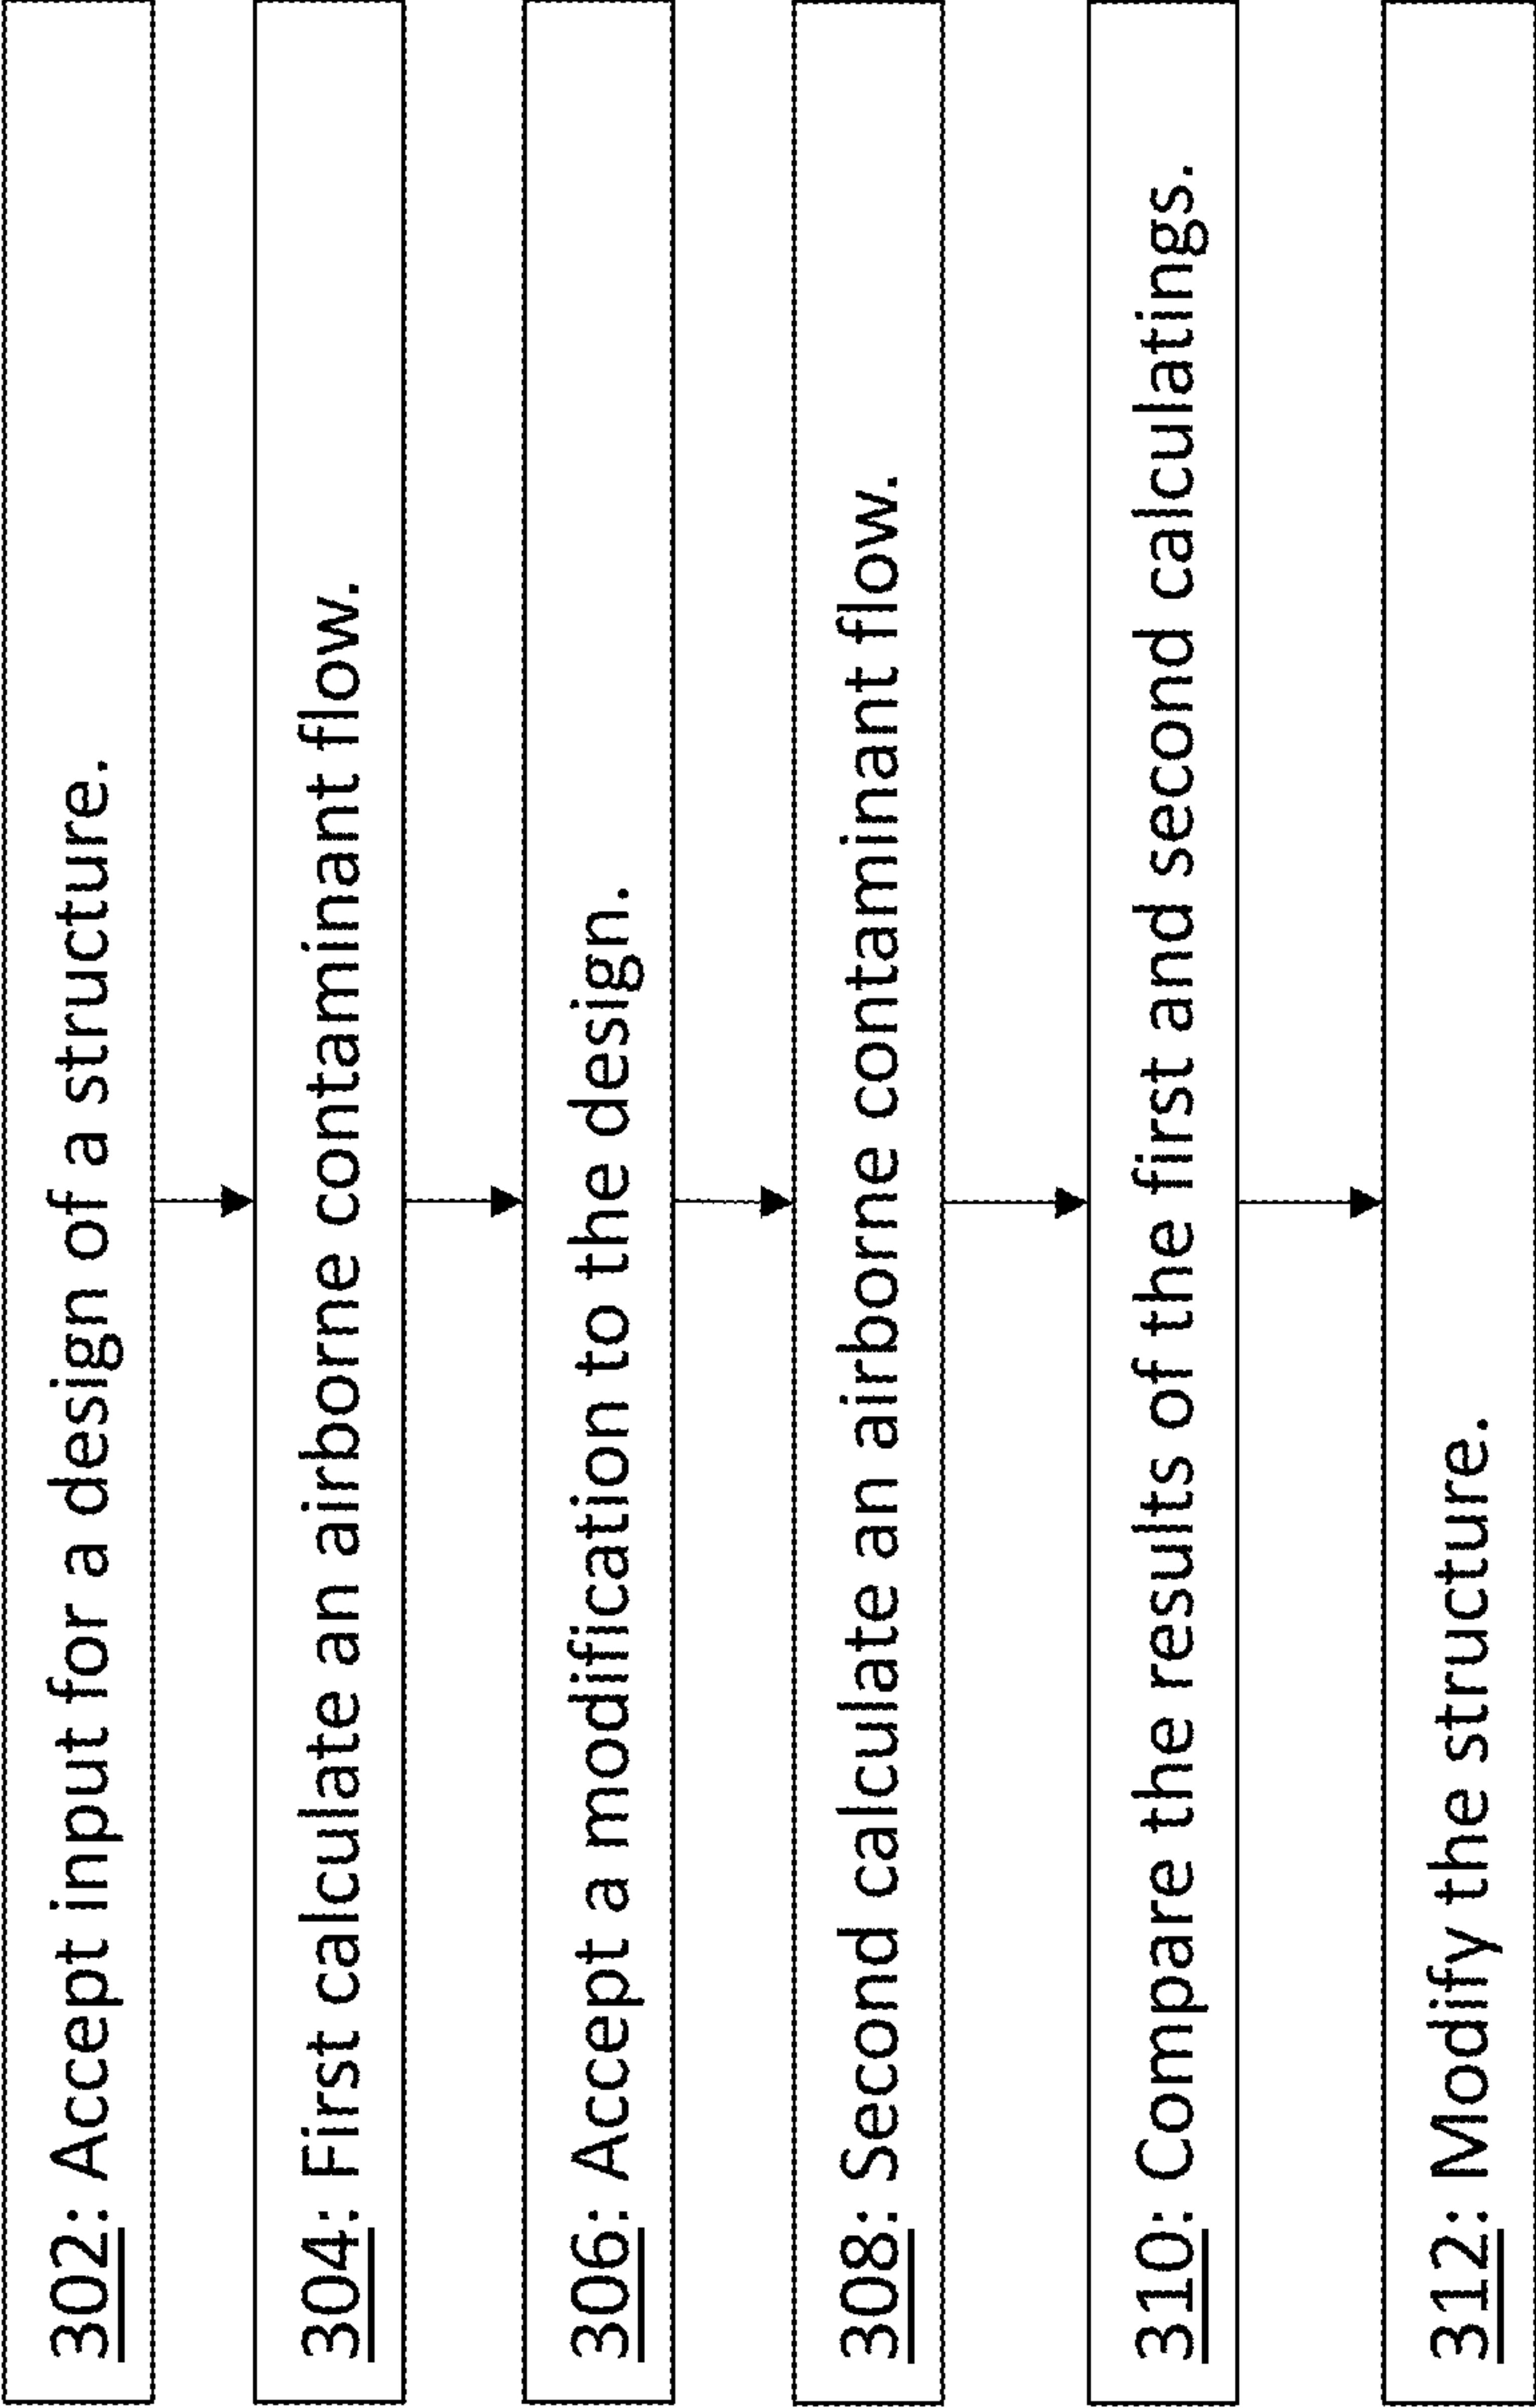 302: Accept input for a design of a structure.
304: First calculate an airborne contaminant flow.
306: Accept a modification to the design.
308: Second calculate an airborne contaminant flow.
310: Compare the results of the first and second calculatings.
312: Modify the structure.